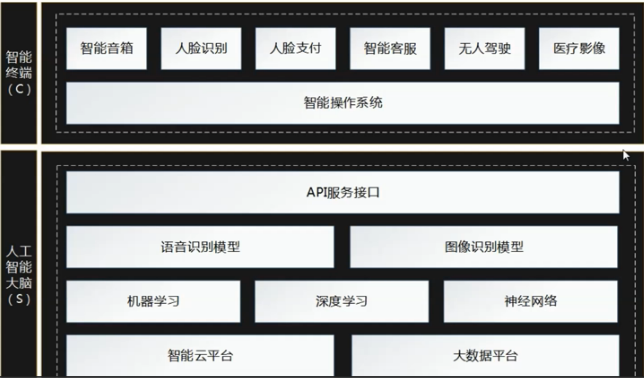 智能
终端
（C）
智能音箱
人脸识别
人脸支付
智能客服
无人驾驶
医疗影像
智能操作系统
人工
智能
大脑
（S）
API服务接口
语音识别模型
图像识别模型
机器学习
深度学习
神经网络
智能云平台
大数据平台